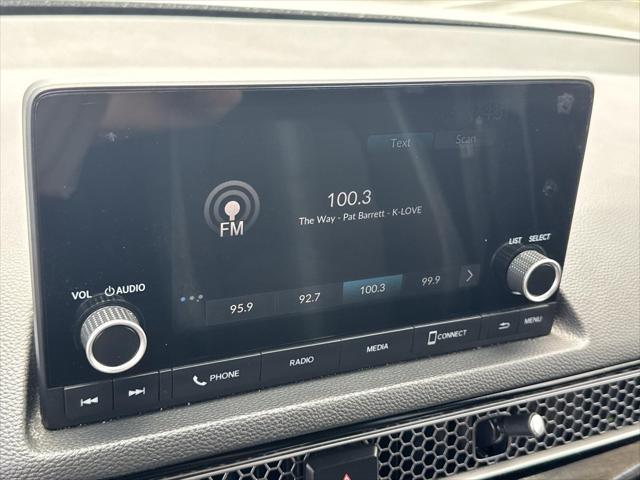 Text Scan
100.3
The Way - Pat Barrett - K-LOVE
FM
95.9 92.7 100.3 99.9
VOL AUDIO
LIST SELECT
PHONE RADIO MEDIA CONNECT MENU